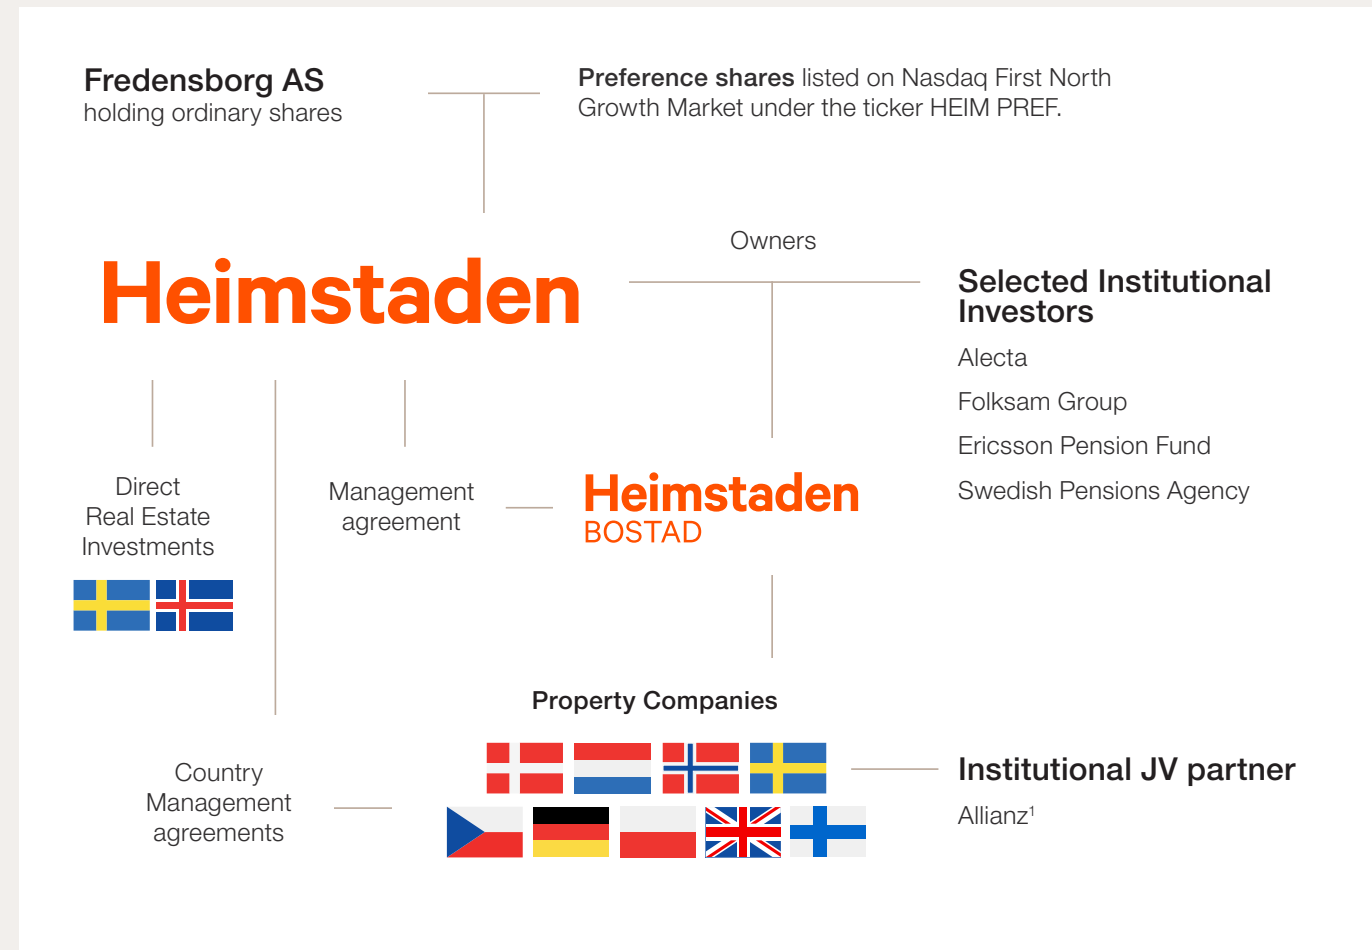 Fredensborg AS
holding ordinary shares
Preference shares listed on Nasdaq First North
Growth Market under the ticker HEIM PREF.
Heimstaden
Owners
Selected Institutional
Investors
Alecta
Folksam Group
Ericsson Pension Fund
Swedish Pensions Agency
Direct
Real Estate
Investments
Management
agreement
Heimstaden
BOSTAD
Property Companies
Country
Management
agreements
Institutional JV partner
Allianz¹